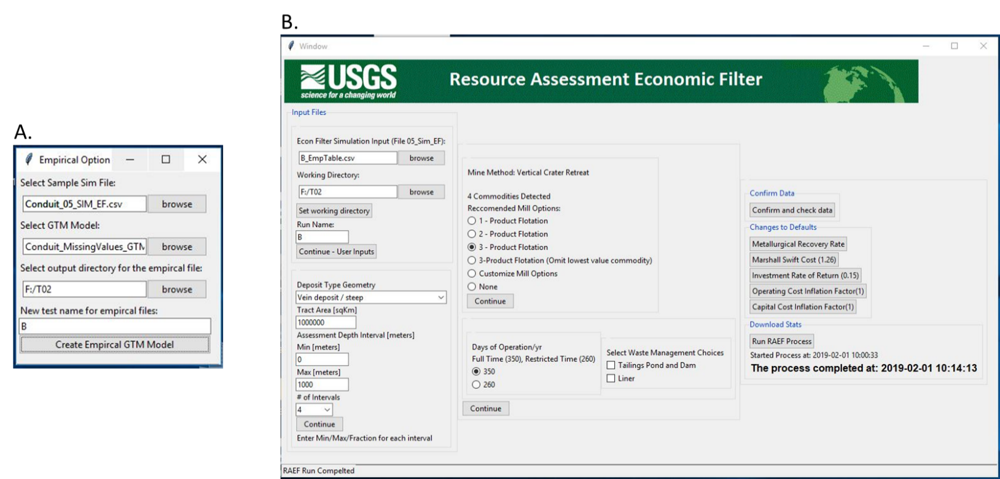 A.
Empirical Option
Select Sample Sim File:
Conduit_05_SIM_EF.csv browse
Select GTM Model:
Conduit_MissingValues_GTM browse
Select output directory for the empircal file:
F:/T02 browse
New test name for empircal files:
B
Create Empircal GTM Model
B.
Window
USGS
science for a changing world
Resource Assessment Economic Filter
Input Files
Econ Filter Simulation Input (File 05_Sim_EF):
B_EmpTable.csv browse
Working Directory:
F:/T02 browse
Set working directory
Run Name:
B
Continue - User Inputs
Deposit Type Geometry
Vein deposit / steep
Tract Area [sqKm]
1000000
Assessment Depth Interval [meters]
Min [meters]
0
Max [meters]
1000
# of Intervals
4
Continue
Enter Min/Max/Fraction for each interval
Mine Method: Vertical Crater Retreat
4 Commodities Detected
Reccomended Mill Options:
1 - Product Flotation
2 - Product Flotation
3 - Product Flotation
3-Product Flotation (Omit lowest value commodity)
Customize Mill Options
None
Continue
Days of Operation/yr
Full Time (350), Restricted Time (260)
350
260
Select Waste Management Choices
Tailings Pond and Dam
Liner
Continue
Confirm Data
Confirm and check data
Changes to Defaults
Metallurgical Recovery Rate
Marshall Swift Cost (1.26)
Investment Rate of Return (0.15)
Operating Cost Inflation Factor(1)
Capital Cost Inflation Factor(1)
Download Stats
Run RAEF Process
Started Process at: 2019-02-01 10:00:33
The process completed at: 2019-02-01 10:14:13
RAEF Run Compelted